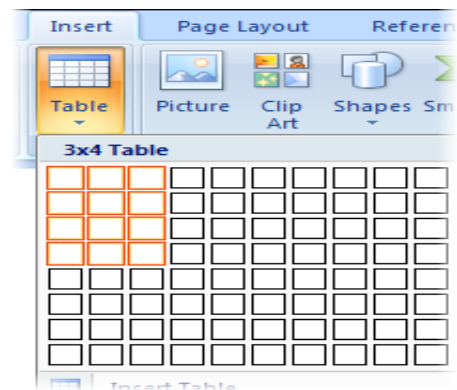 Insert Page Layout Referen
Table Picture Clip Art Shapes Sm
3x4 Table
Insert Table